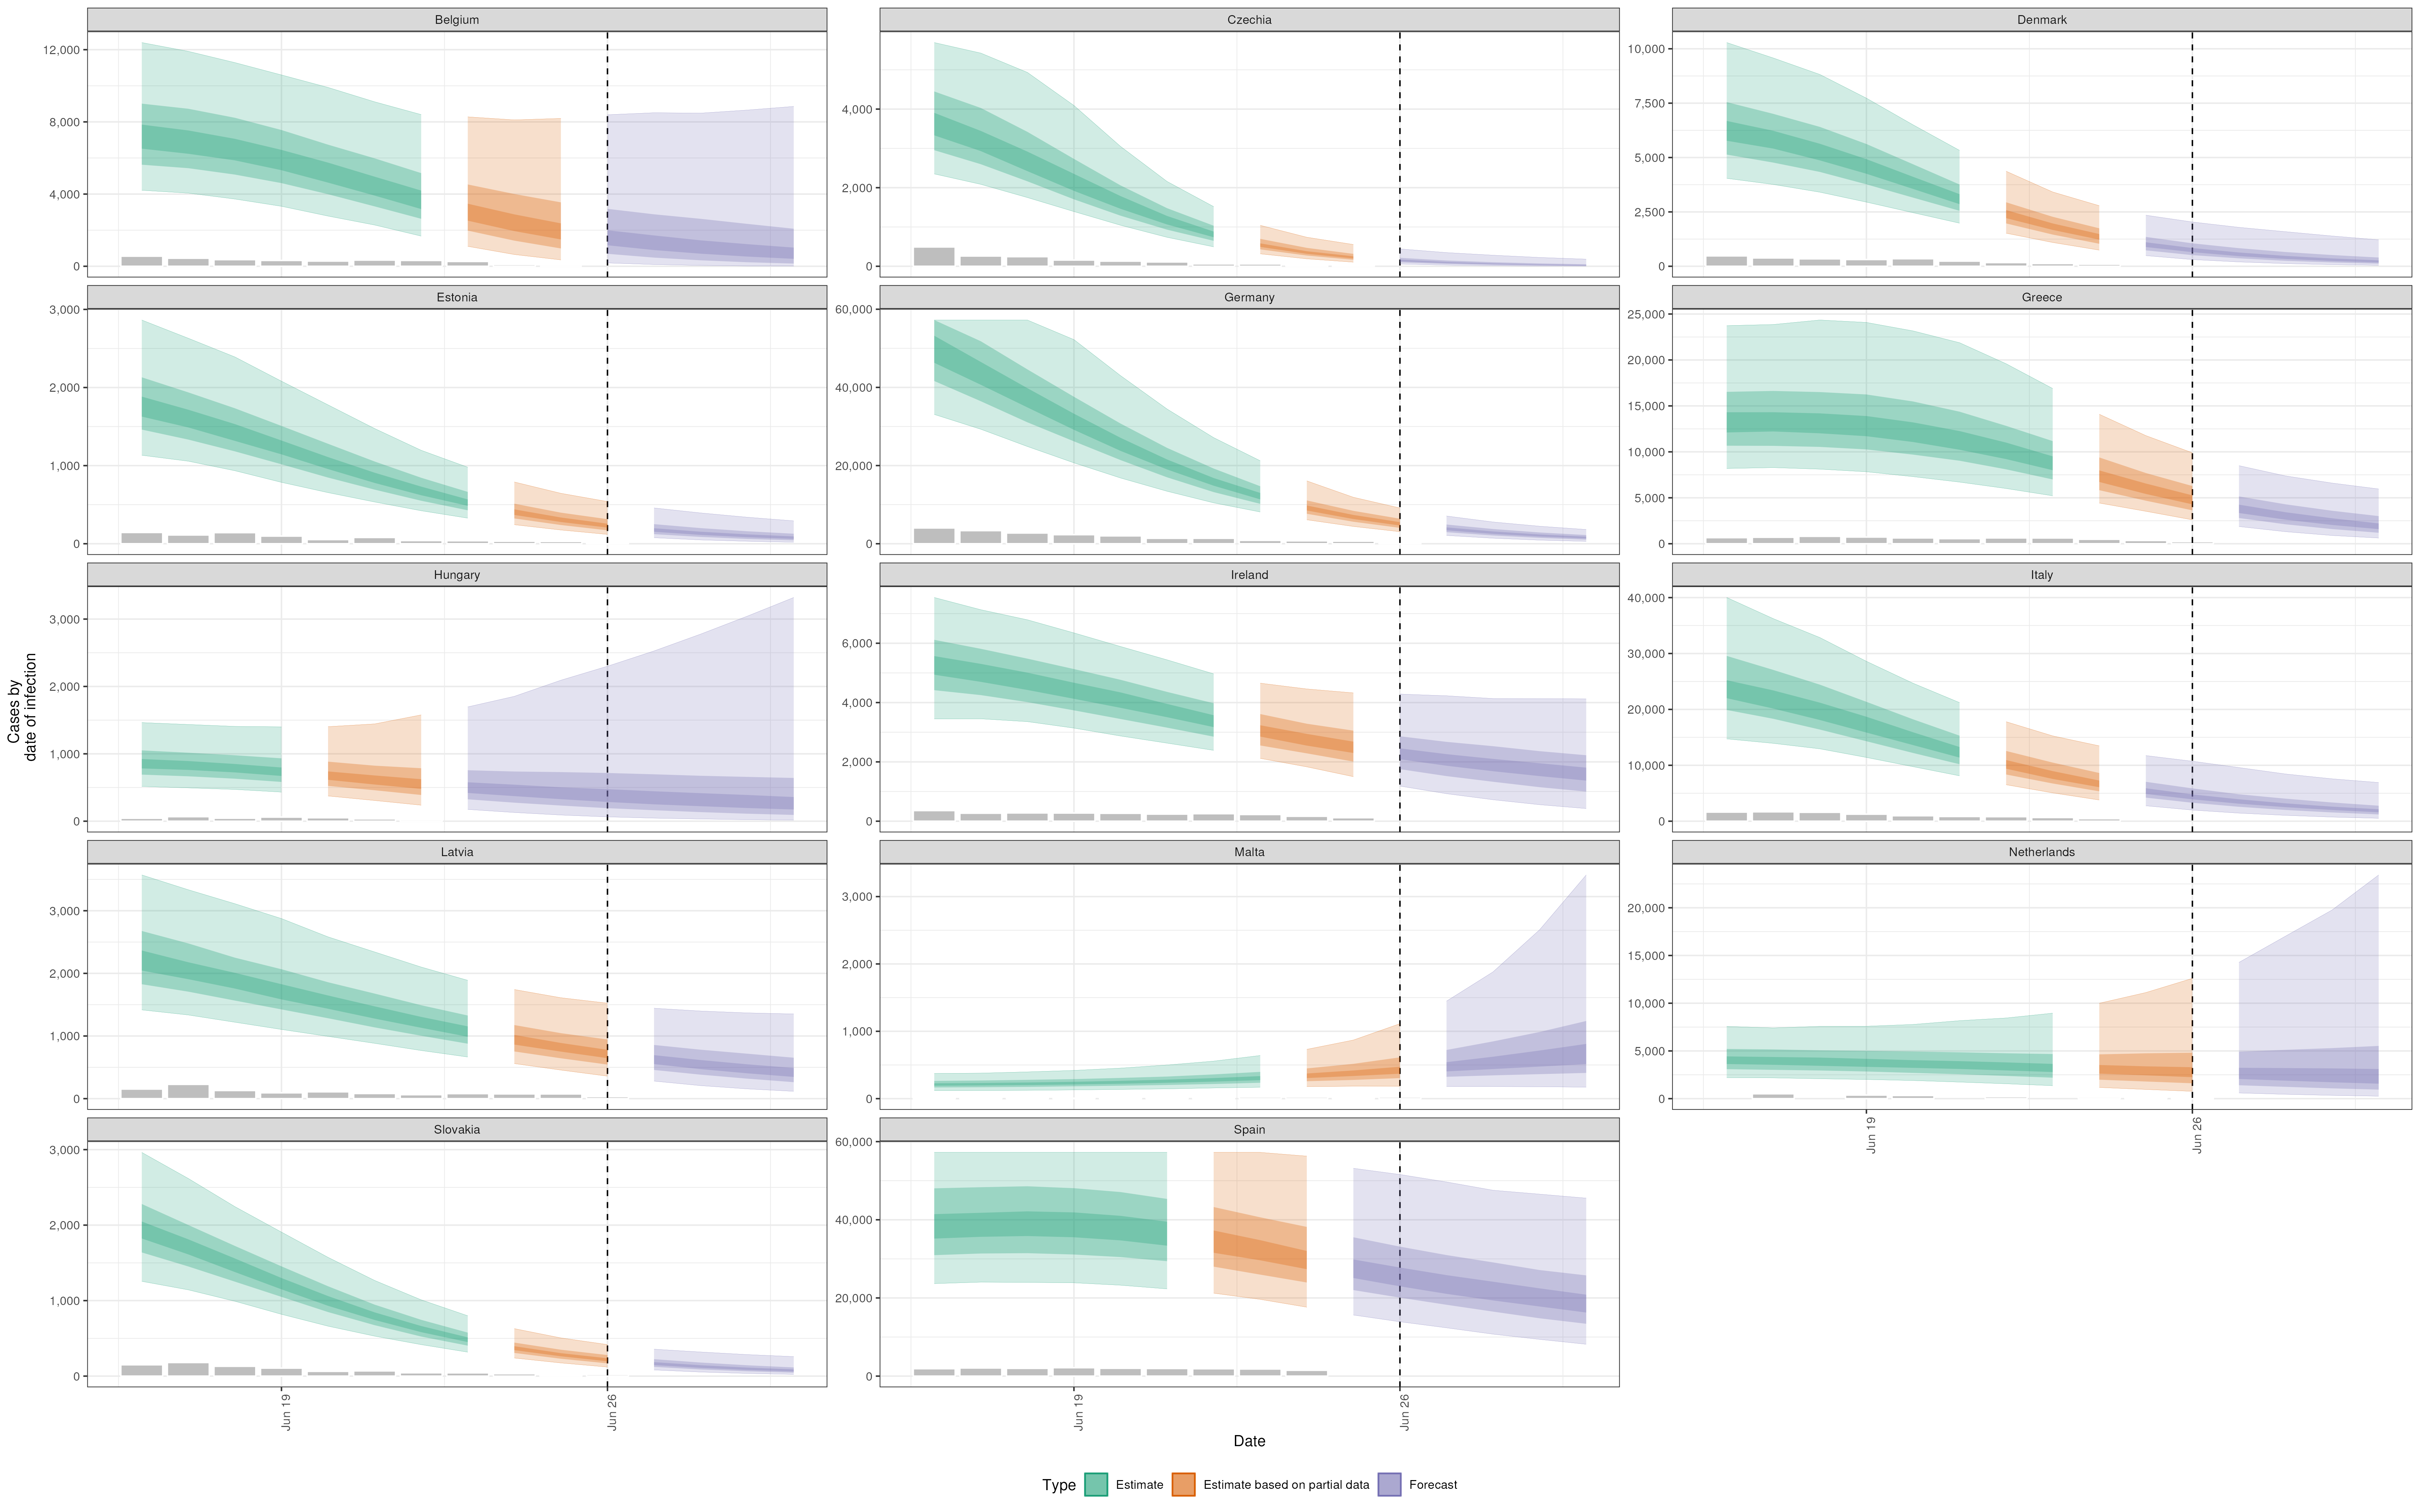 Belgium
Czechia
Denmark
12,000
8,000
4,000
0
4,000
2,000
0
10,000
7,500
5,000
2,500
0
Estonia
Germany
Greece
3,000
2,000
1,000
0
60,000
40,000
20,000
0
25,000
20,000
15,000
10,000
5,000
0
Hungary
Ireland
Italy
3,000
2,000
1,000
0
6,000
4,000
2,000
0
40,000
30,000
20,000
10,000
0
Cases by
date of infection
Latvia
Malta
Netherlands
3,000
2,000
1,000
0
3,000
2,000
1,000
0
20,000
15,000
10,000
5,000
0
Jun 19
Jun 26
Slovakia
Spain
3,000
2,000
1,000
0
60,000
40,000
20,000
0
Jun 19
Jun 26
Jun 19
Jun 26
Date
Type
Estimate
Estimate based on partial data
Forecast